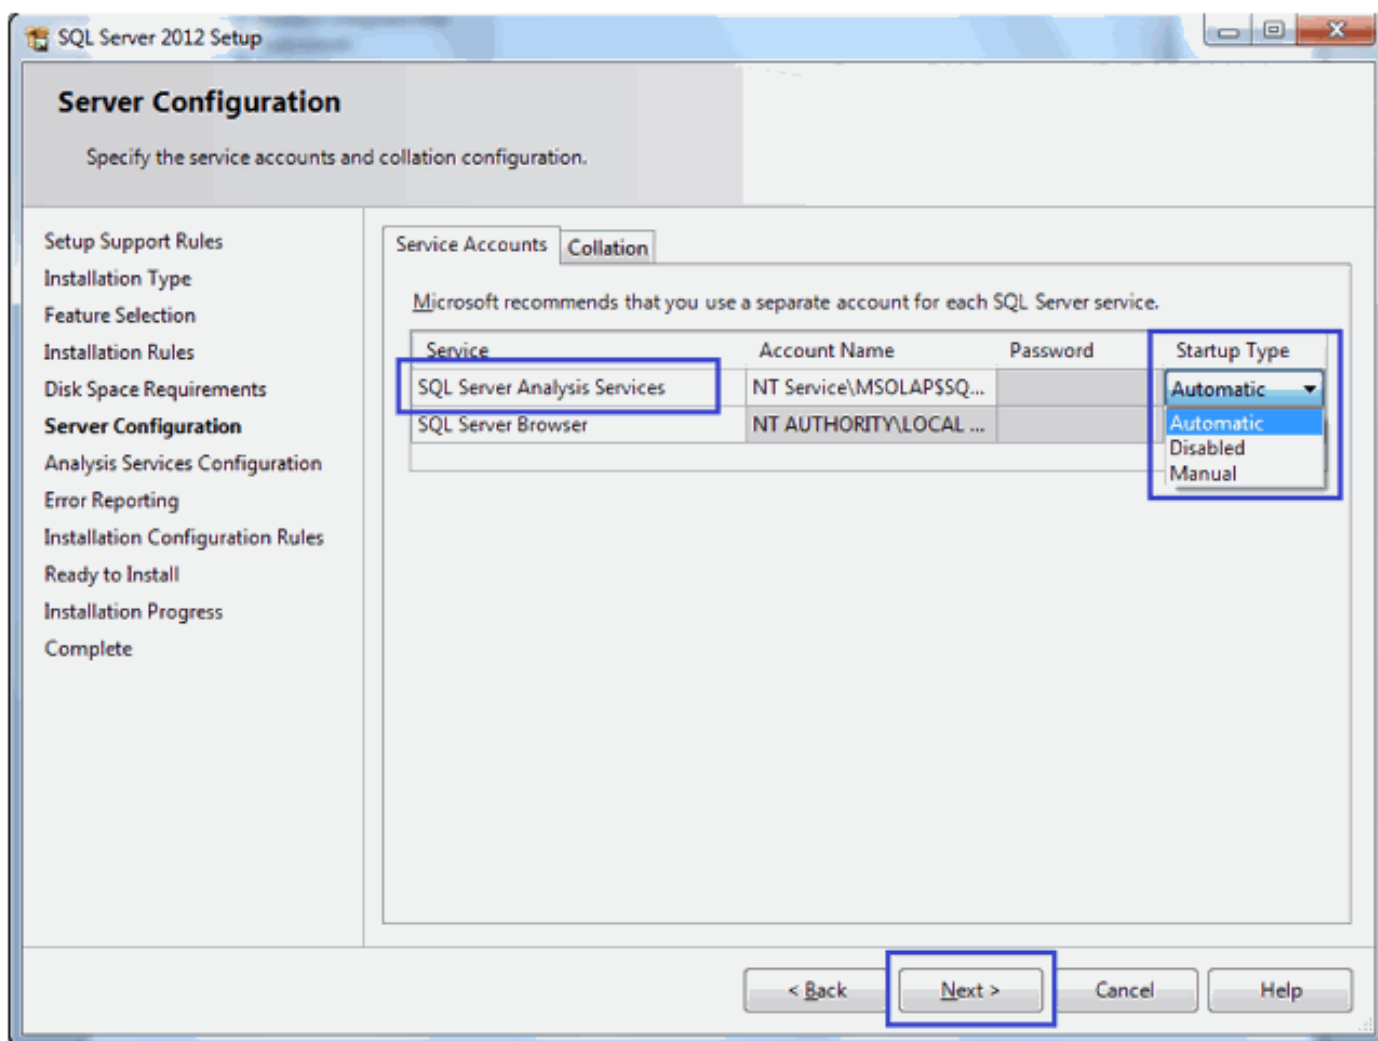 SQL Server 2012 Setup
Server Configuration
Specify the service accounts and collation configuration.
Setup Support Rules
Installation Type
Feature Selection
Installation Rules
Disk Space Requirements
Server Configuration
Analysis Services Configuration
Error Reporting
Installation Configuration Rules
Ready to Install
Installation Progress
Complete
Service Accounts Collation
Microsoft recommends that you use a separate account for each SQL Server service.
Service Account Name Password Startup Type
SQL Server Analysis Services NT Service\MSOLAP$SQ... Automatic
SQL Server Browser NT AUTHORITY\LOCAL ...
Automatic
Disabled
Manual
< Back Next > Cancel Help